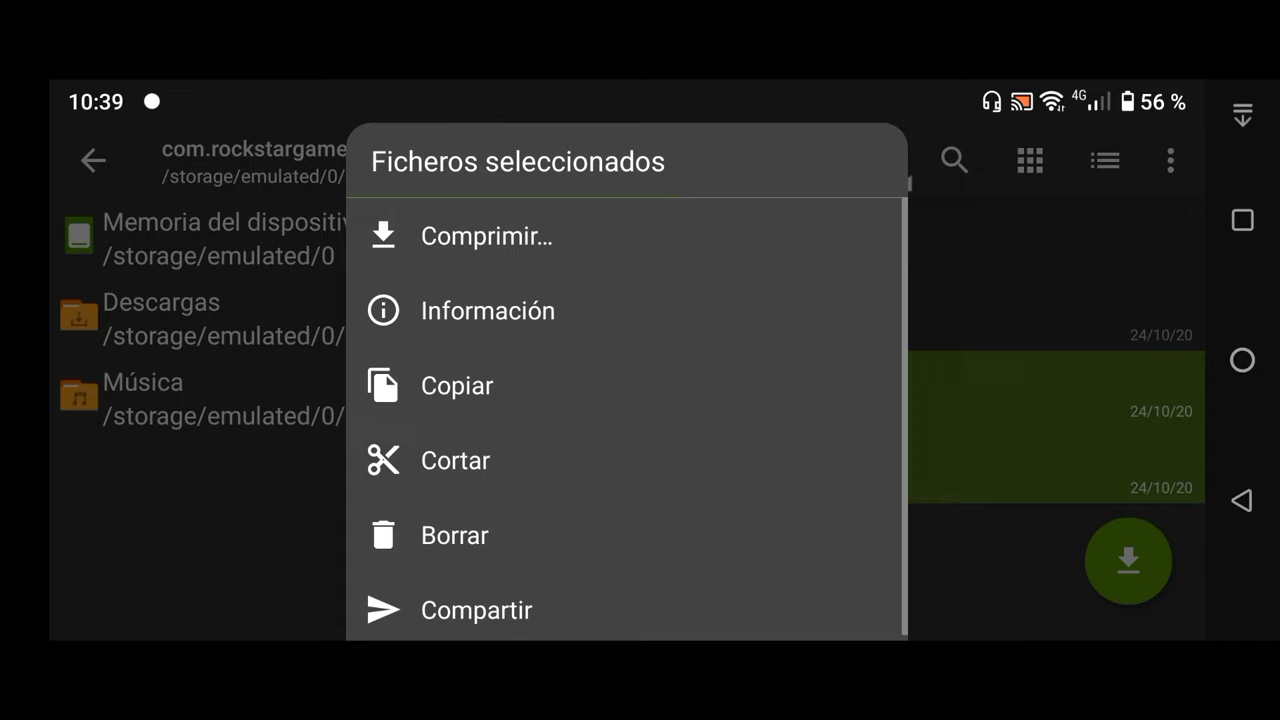 10:39
4G
56 %
com.rockstargame
/storage/emulated/0/
Memoria del dispositiv
/storage/emulated/0
Descargas
/storage/emulated/0/
Música
/storage/emulated/0/
Ficheros seleccionados
Comprimir...
Información
Copiar
Cortar
Borrar
Compartir
24/10/20
24/10/20
24/10/20